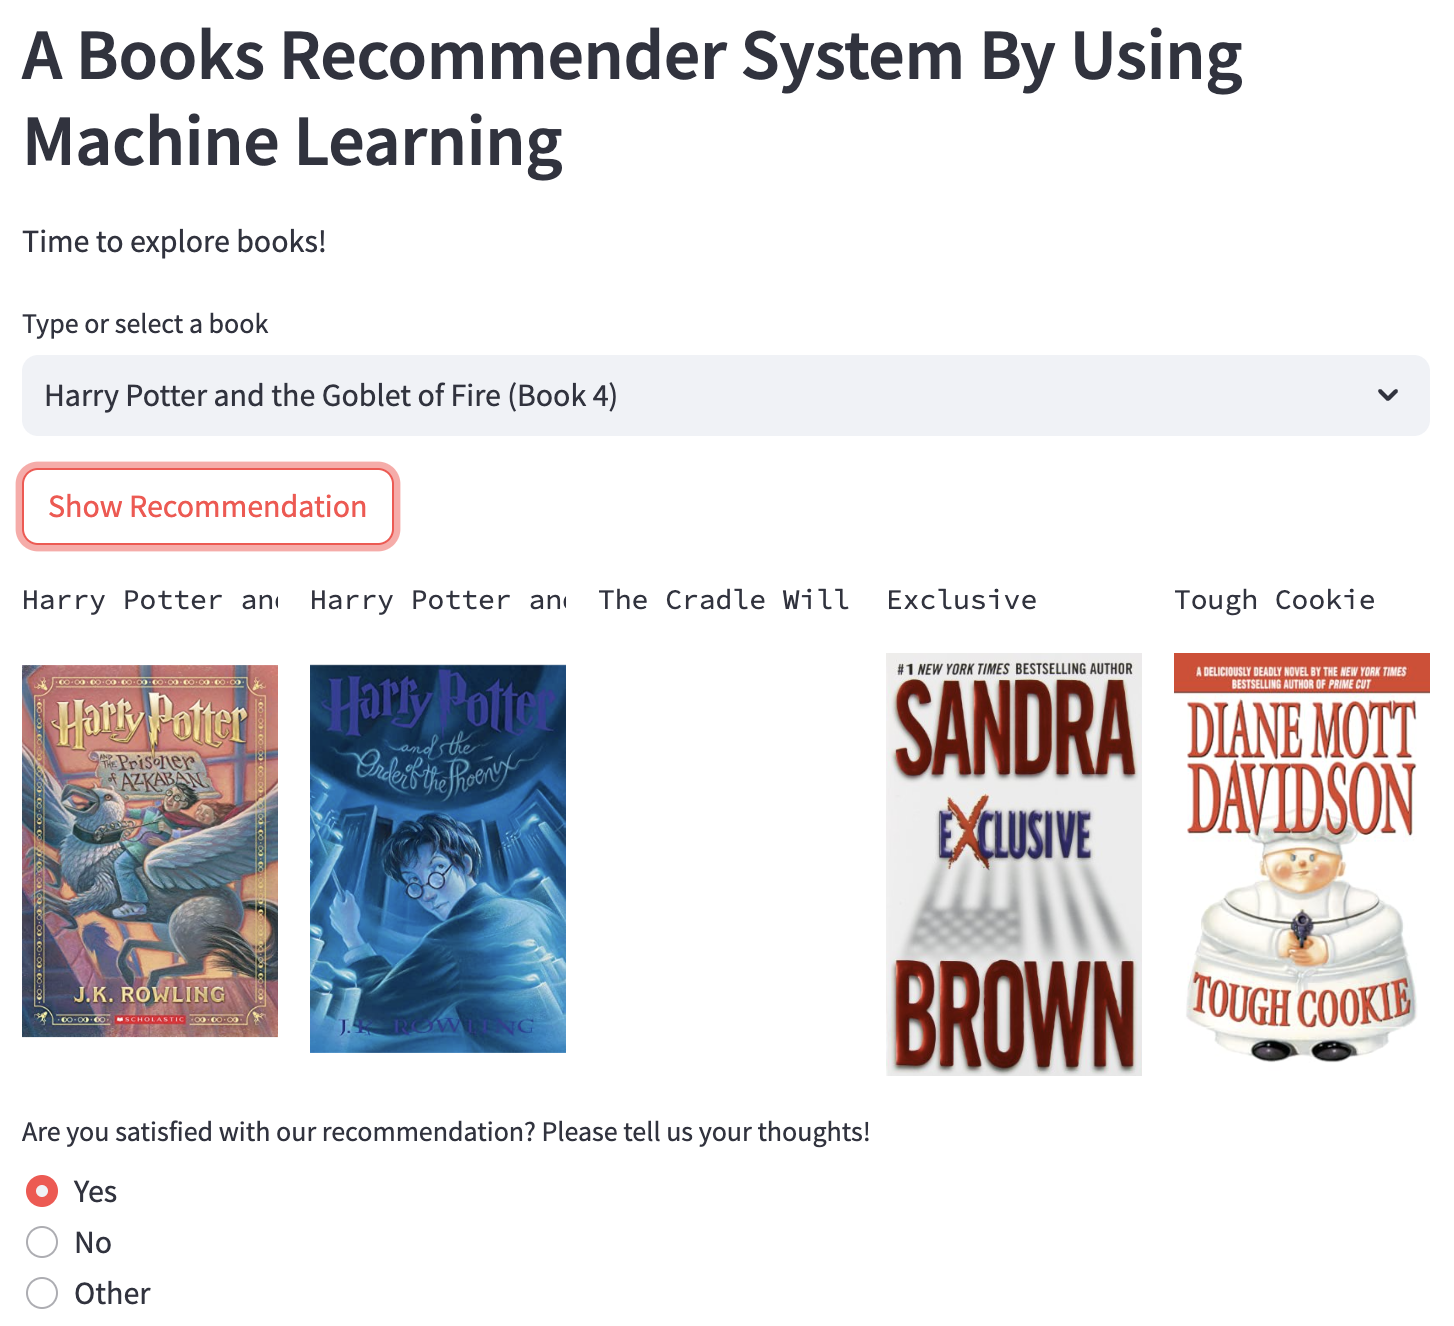 A Books Recommender System By Using
Machine Learning
Time to explore books!
Type or select a book
Harry Potter and the Goblet of Fire (Book 4)
Show Recommendation
Harry Potter and
Harry Potter and
The Cradle Will
Exclusive
Tough Cookie
Harry Potter
AND THE
Prisoner
of AZKABAN
J.K. ROWLING
SCHOLASTIC
Harry Potter
and the
Order of the Phoenix
J.K. ROWLING
#1 NEW YORK TIMES BESTSELLING AUTHOR
SANDRA
EXCLUSIVE
BROWN
A DELICIOUSLY DEADLY NOVEL BY THE NEW YORK TIMES
BESTSELLING AUTHOR OF PRIME CUT
DIANE MOTT
DAVIDSON
TOUGH COOKIE
Are you satisfied with our recommendation? Please tell us your thoughts!
Yes
No
Other